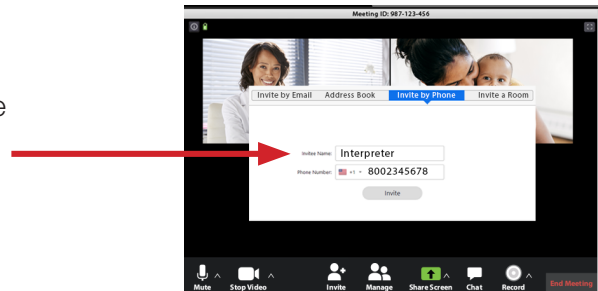 Meeting ID: 987-123-456
Invite by Email Address Book Invite by Phone Invite a Room
e
Invitee Name: Interpreter
Phone Number: +1 8002345678
Invite
Mute Stop Video Invite Manage Share Screen Chat Record End Meeting